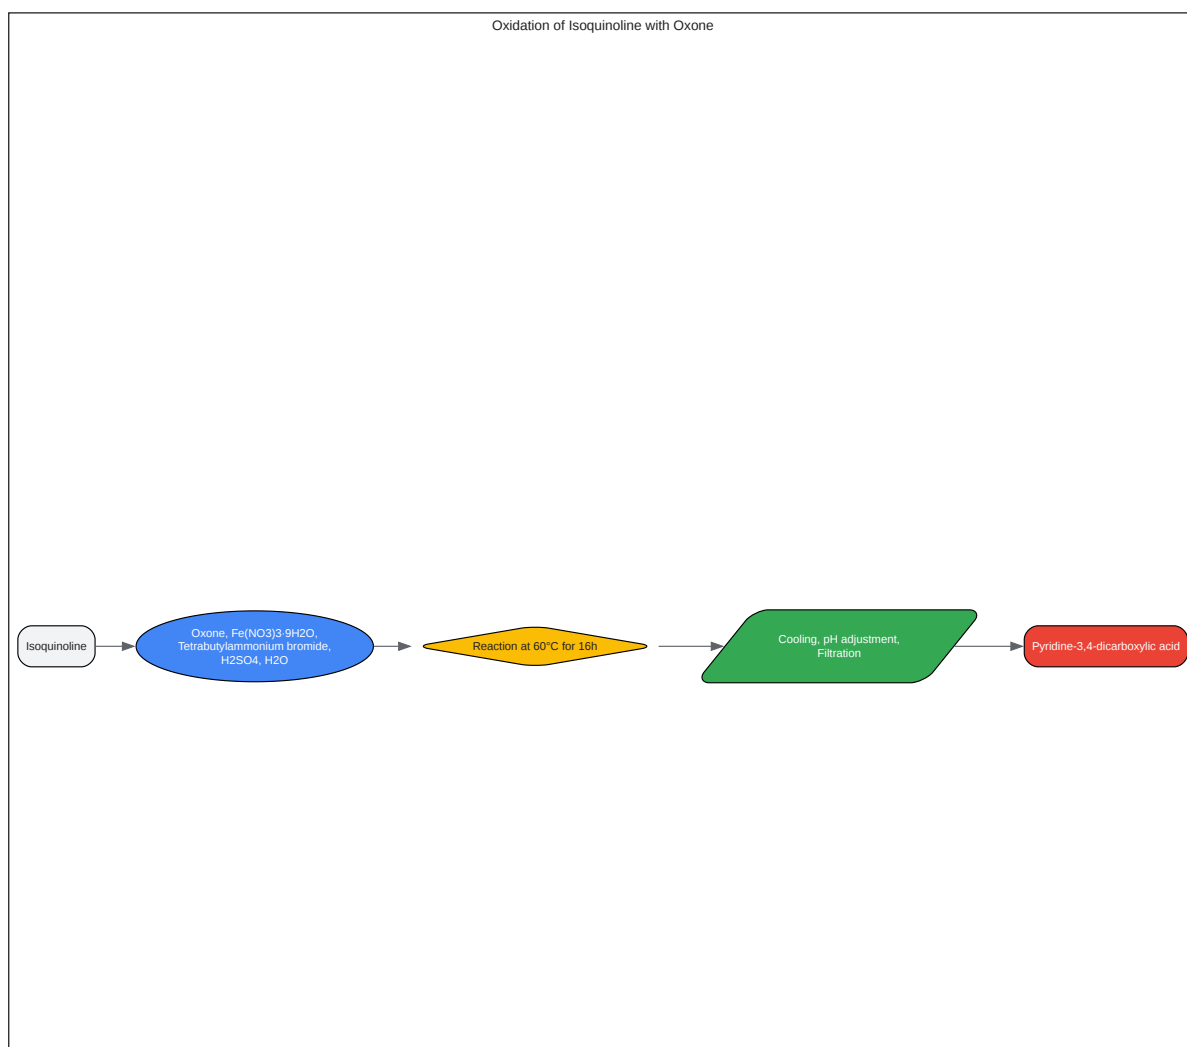 Oxidation of Isoquinoline with Oxone
Isoquinoline
Oxone, Fe(NO3)3·9H2O,
Tetrabutylammonium bromide,
H2SO4, H2O
Reaction at 60°C for 16h
Cooling, pH adjustment,
Filtration
Pyridine-3,4-dicarboxylic acid